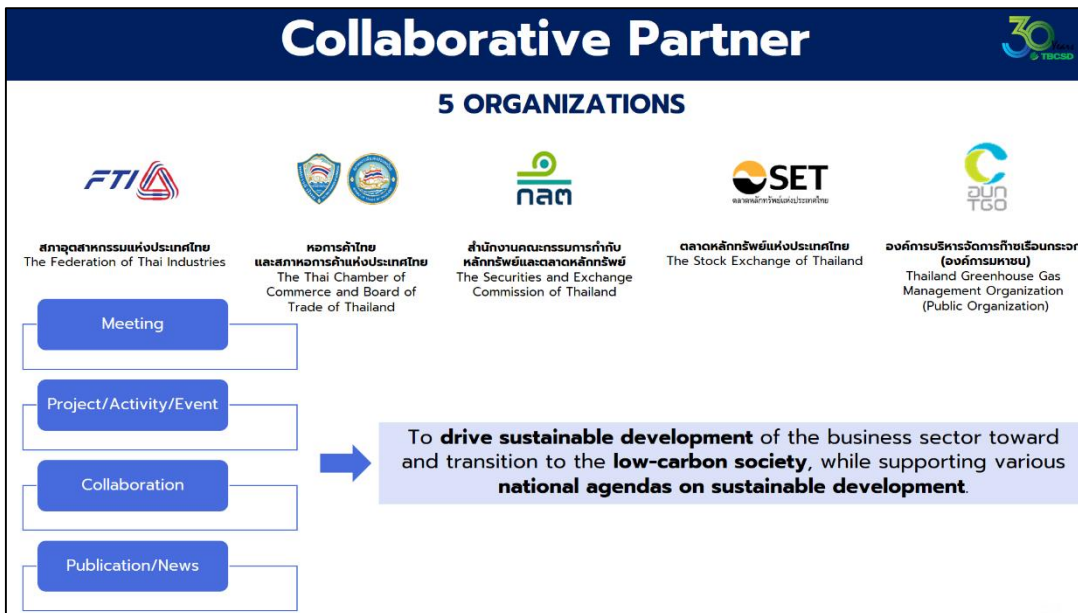 Collaborative Partner
30 Years
TBCSD
5 ORGANIZATIONS
FTI
กลต
SET
ตลาดหลักทรัพย์แห่งประเทศไทย
อบก
TGO
สภาอุตสาหกรรมแห่งประเทศไทย
The Federation of Thai Industries
หอการค้าไทย
และสภาหอการค้าแห่งประเทศไทย
The Thai Chamber of
Commerce and Board of
Trade of Thailand
สำนักงานคณะกรรมการกำกับ
หลักทรัพย์และตลาดหลักทรัพย์
The Securities and Exchange
Commission of Thailand
ตลาดหลักทรัพย์แห่งประเทศไทย
The Stock Exchange of Thailand
องค์การบริหารจัดการก๊าซเรือนกระจก
(องค์การมหาชน)
Thailand Greenhouse Gas
Management Organization
(Public Organization)
Meeting
Project/Activity/Event
Collaboration
Publication/News
To drive sustainable development of the business sector toward
and transition to the low-carbon society, while supporting various
national agendas on sustainable development.